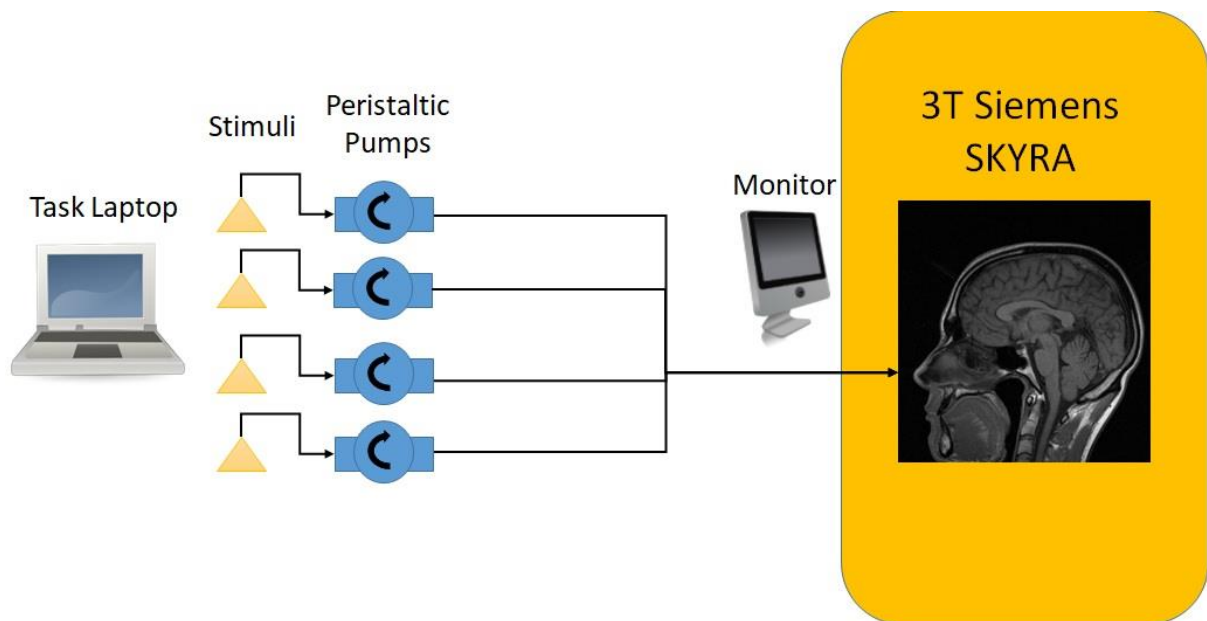 Task Laptop
Stimuli
Peristaltic
Pumps
Monitor
3T Siemens
SKYRA